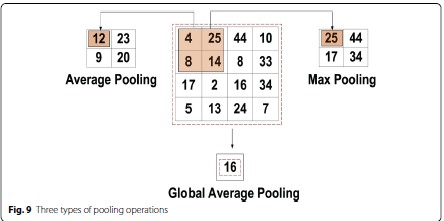 12 23
9 20
Average Pooling
4 25 44 10
8 14 8 33
17 2 16 34
5 13 24 7
25 44
17 34
Max Pooling
16
Global Average Pooling
Fig. 9 Three types of pooling operations